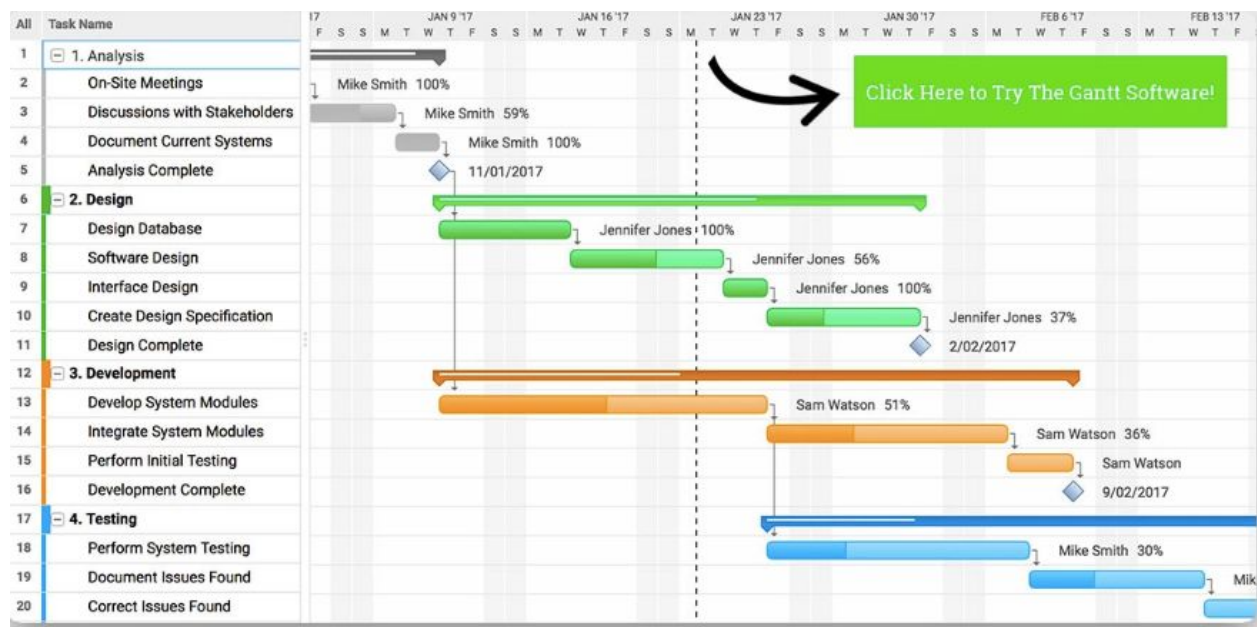 All Task Name 17 JAN 9 '17 JAN 16 '17 JAN 23 '17 JAN 30 '17 FEB 6 '17 FEB 13 '17
F S S M T W T F S S M T W T F S S M T W T F S S M T W T F S S M T W T F S S M T W T F
1 1. Analysis
2 On-Site Meetings Mike Smith 100%
Click Here to Try The Gantt Software!
3 Discussions with Stakeholders Mike Smith 59%
4 Document Current Systems Mike Smith 100%
5 Analysis Complete 11/01/2017
6 2. Design
7 Design Database Jennifer Jones 100%
8 Software Design Jennifer Jones 56%
9 Interface Design Jennifer Jones 100%
10 Create Design Specification Jennifer Jones 37%
11 Design Complete 2/02/2017
12 3. Development
13 Develop System Modules Sam Watson 51%
14 Integrate System Modules Sam Watson 36%
15 Perform Initial Testing Sam Watson
16 Development Complete 9/02/2017
17 4. Testing
18 Perform System Testing Mike Smith 30%
19 Document Issues Found Mik
20 Correct Issues Found